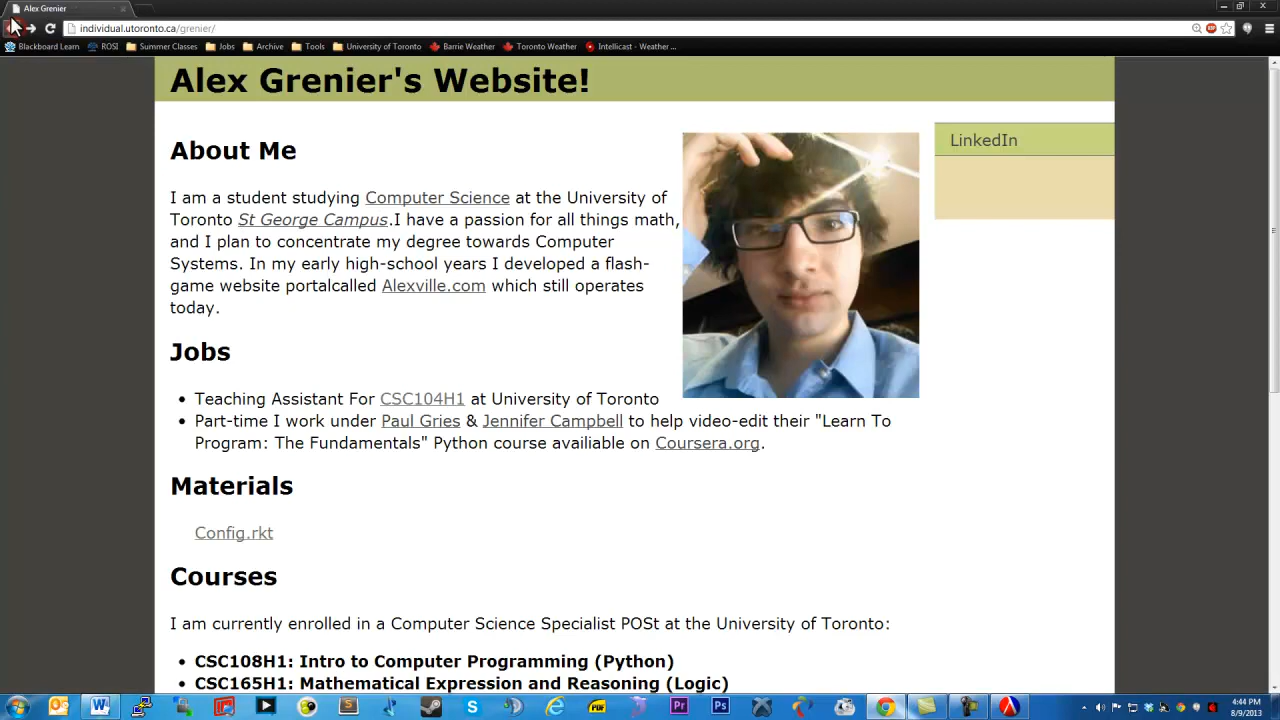 Alex Grenier
individual.utoronto.ca/grenier/
Blackboard Learn ROSI Summer Classes Jobs Archive Tools University of Toronto Barrie Weather Toronto Weather Intellicast - Weather ...
Alex Grenier's Website!
LinkedIn
About Me
I am a student studying Computer Science at the University of
Toronto St George Campus.I have a passion for all things math,
and I plan to concentrate my degree towards Computer
Systems. In my early high-school years I developed a flash-
game website portalcalled Alexville.com which still operates
today.
Jobs
• Teaching Assistant For CSC104H1 at University of Toronto
• Part-time I work under Paul Gries & Jennifer Campbell to help video-edit their "Learn To
Program: The Fundamentals" Python course available on Coursera.org.
Materials
Config.rkt
Courses
I am currently enrolled in a Computer Science Specialist POSt at the University of Toronto:
• CSC108H1: Intro to Computer Programming (Python)
• CSC165H1: Mathematical Expression and Reasoning (Logic)
W S S PDF Pr Ps
4:44 PM
8/9/2013